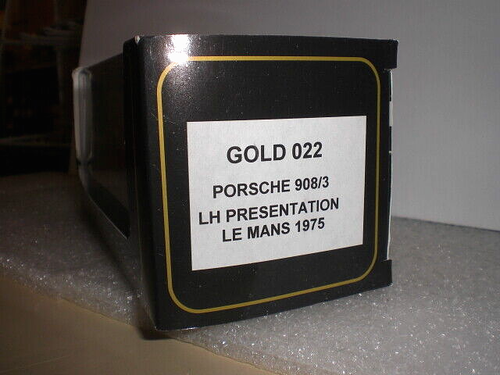 GOLD 022
PORSCHE 908/3
LH PRESENTATION
LE MANS 1975